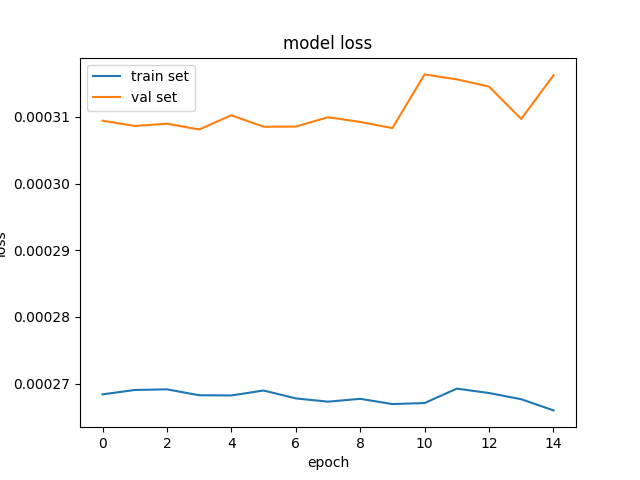 model loss
train set
val set
0.00031
0.00030
0.00029
0.00028
0.00027
loss
0 2 4 6 8 10 12 14
epoch